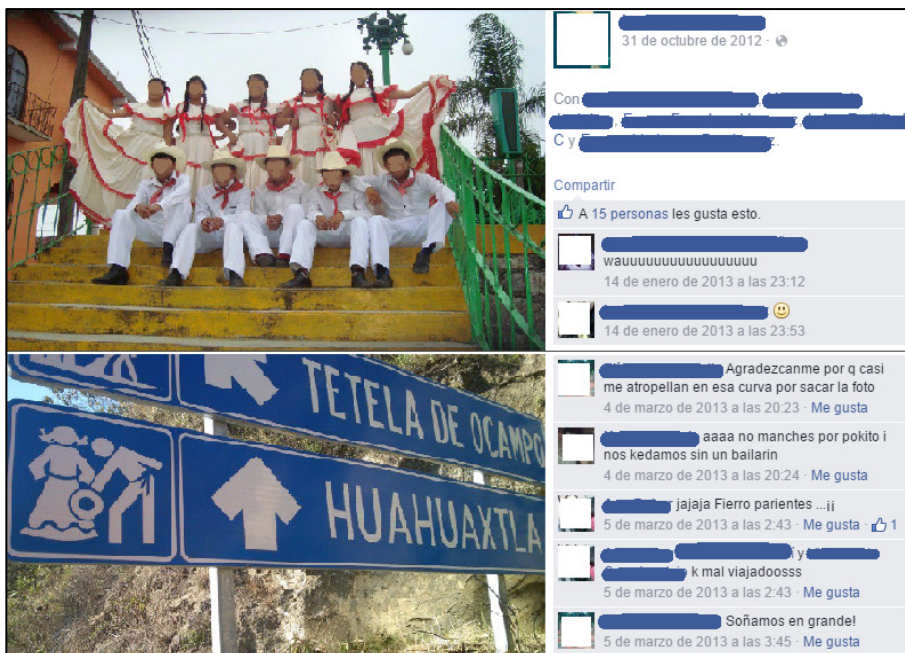 31 de octubre de 2012
Con
C y
Compartir
A 15 personas les gusta esto.
wauuuuuuuuuuuuuuuuu
14 de enero de 2013 a las 23:12
14 de enero de 2013 a las 23:53
TETELA DE OCAMPO
HUAHUAXTLA
Agradezcanme por q casi
me atropellan en esa curva por sacar la foto
4 de marzo de 2013 a las 20:23 · Me gusta
aaaa no manches por pokito i
nos kedamos sin un bailarin
4 de marzo de 2013 a las 20:24 · Me gusta
jajaja Fierro parientes ...¡¡
5 de marzo de 2013 a las 2:43 · Me gusta · 1
y
k mal viajadoosss
5 de marzo de 2013 a las 2:43 · Me gusta
Soñamos en grande!
5 de marzo de 2013 a las 3:45 · Me gusta